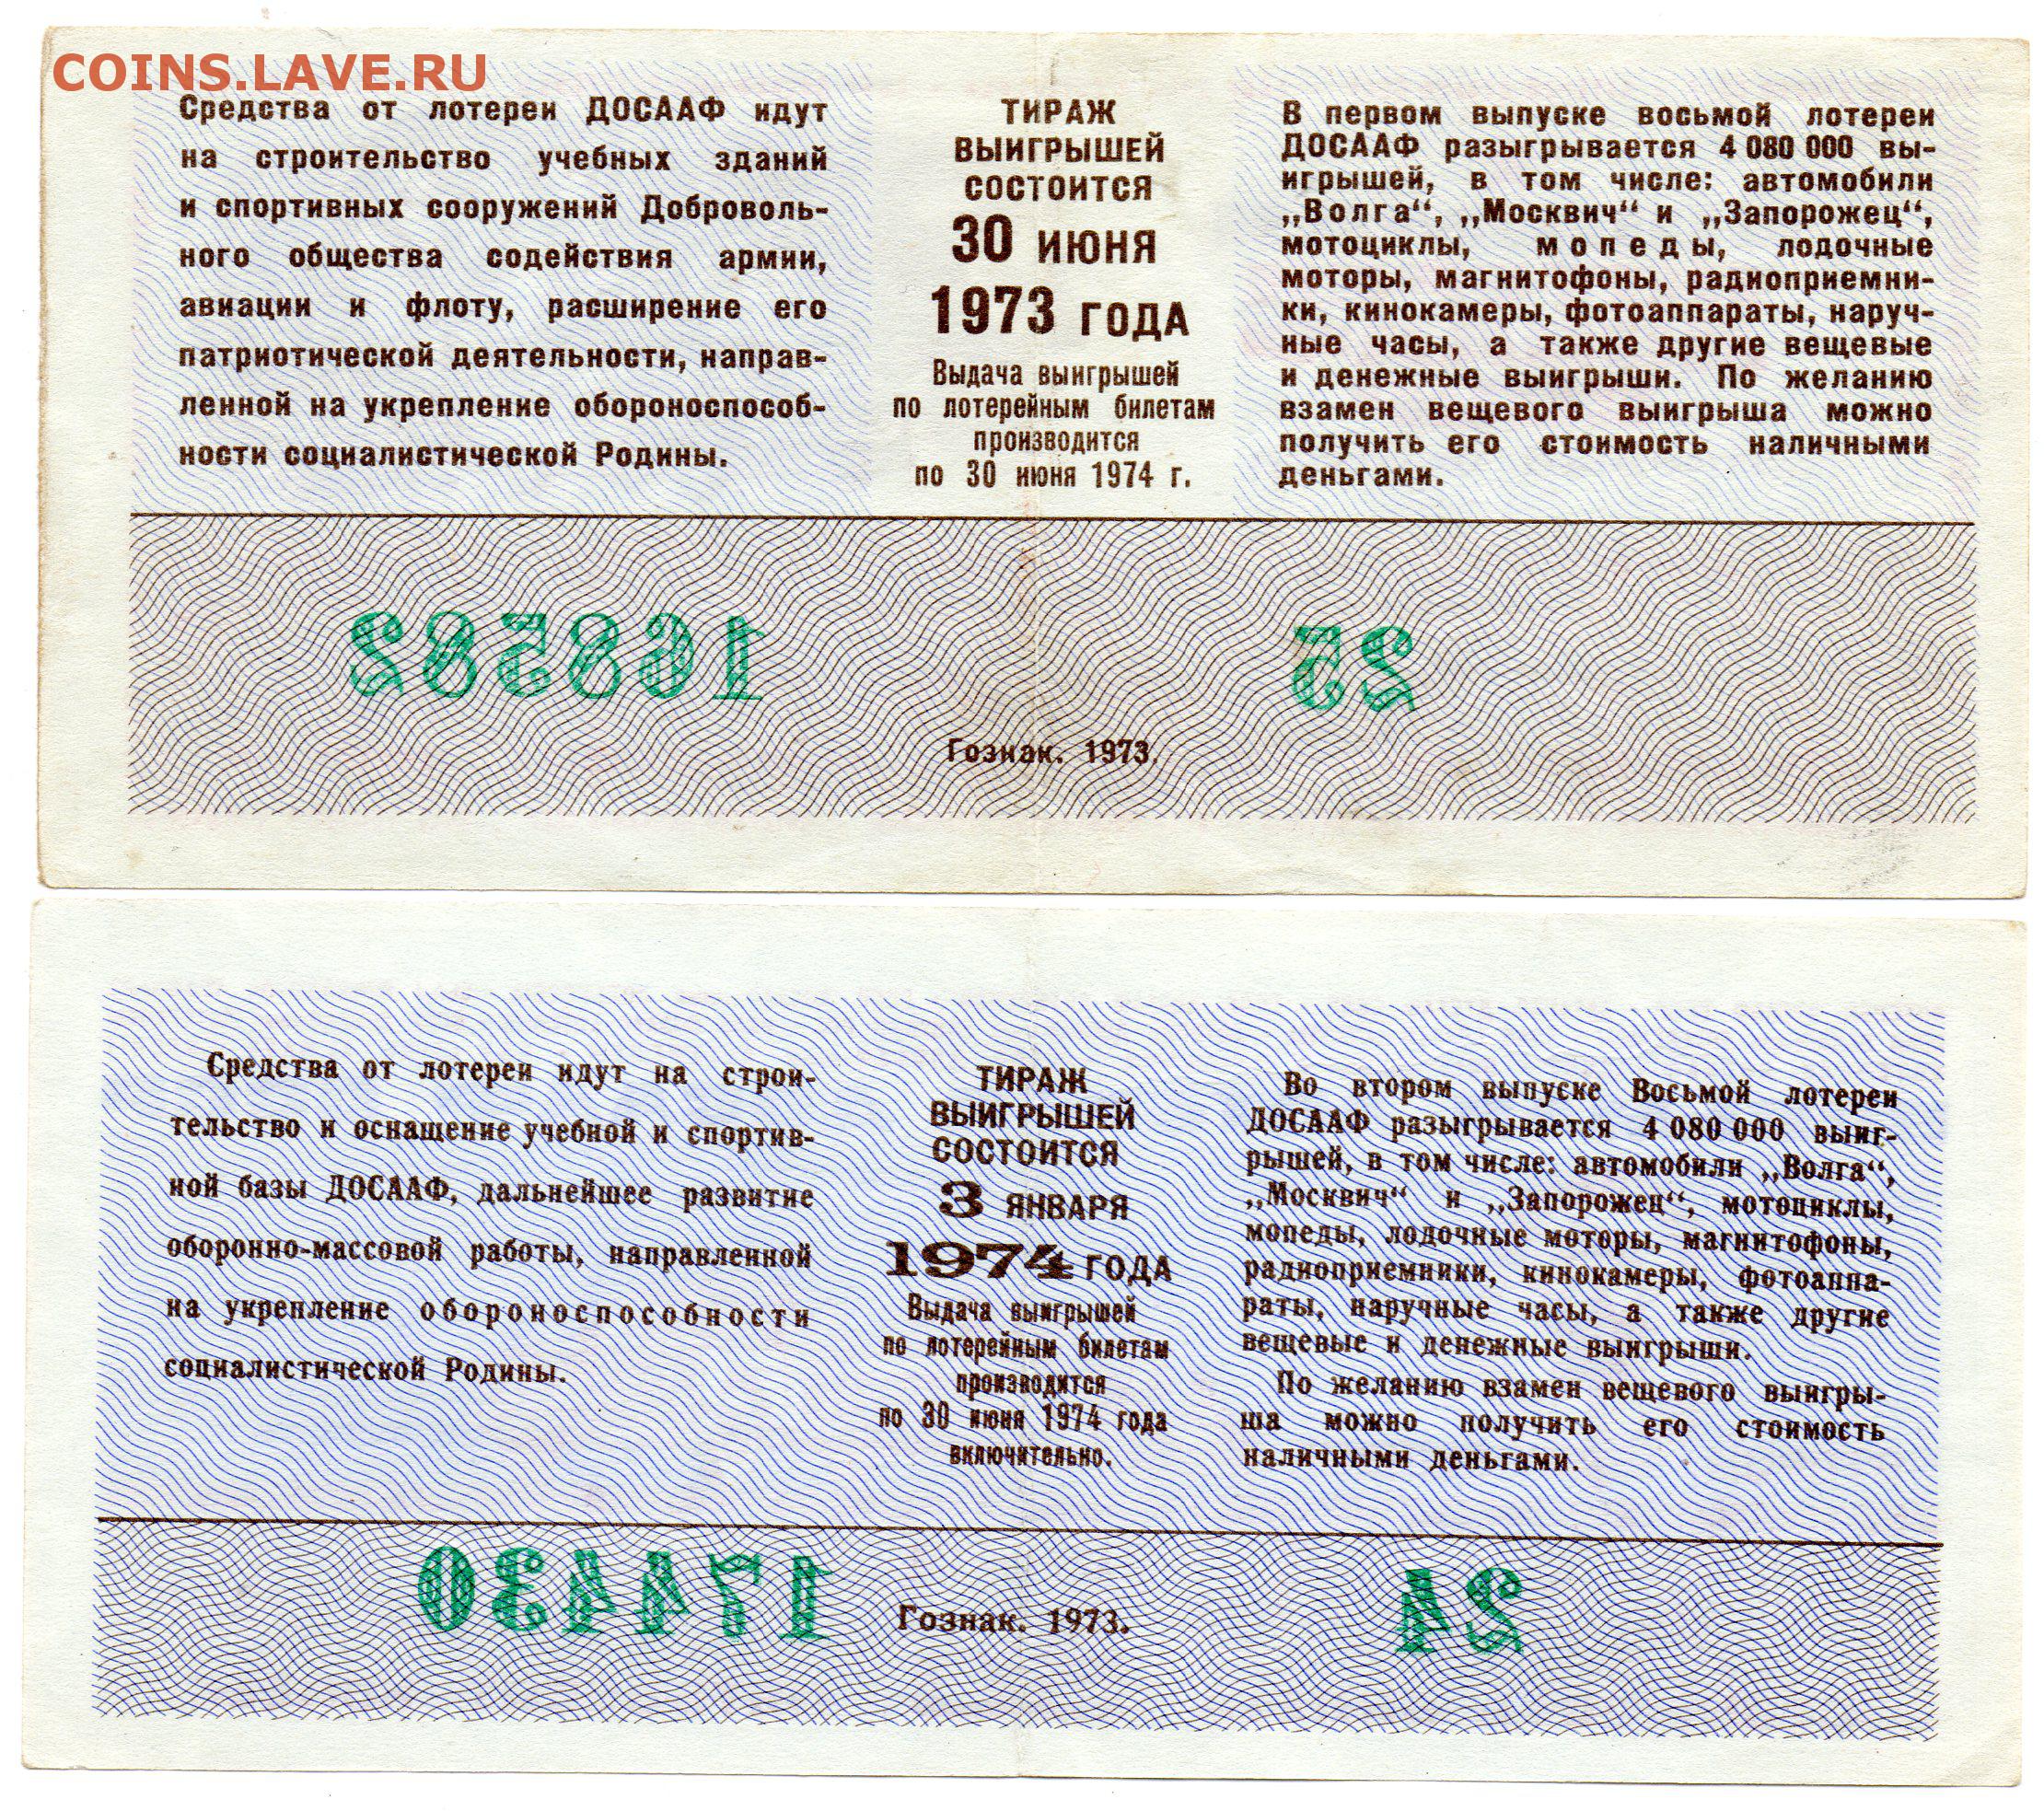 COINS.LAVE.RU
Средства от лотереи ДОСААФ идут
на строительство учебных зданий
и спортивных сооружений Доброволь-
ного общества содействия армии,
авиации и флоту, расширение его
патриотической деятельности, направ-
ленной на укрепление обороноспособ-
ности социалистической Родины.
ТИРАЖ
ВЫИГРЫШЕЙ
СОСТОИТСЯ
30 ИЮНЯ
1973 ГОДА
Выдача выигрышей
по лотерейным билетам
производится
по 30 июня 1974 г.
В первом выпуске восьмой лотереи
ДОСААФ разыгрывается 4 080 000 вы-
игрышей, в том числе: автомобили
„Волга“, „Москвич“ и „Запорожец“,
мотоциклы, мопеды, лодочные
моторы, магнитофоны, радиоприемни-
ки, кинокамеры, фотоаппараты, наруч-
ные часы, а также другие вещевые
и денежные выигрыши. По желанию
взамен вещевого выигрыша можно
получить его стоимость наличными
деньгами.
168582
25
Гознак. 1973.
Средства от лотереи идут на строи-
тельство и оснащение учебной и спортив-
ной базы ДОСААФ, дальнейшее развитие
оборонно-массовой работы, направленной
на укрепление обороноспособности
социалистической Родины.
ТИРАЖ
ВЫИГРЫШЕЙ
СОСТОИТСЯ
3 ЯНВАРЯ
1974 ГОДА
Выдача выигрышей
по лотерейным билетам
производится
по 30 июня 1974 года
включительно.
Во втором выпуске Восьмой лотереи
ДОСААФ разыгрывается 4 080 000 выиг-
рышей, в том числе: автомобили „Волга“,
„Москвич“ и „Запорожец“, мотоциклы,
мопеды, лодочные моторы, магнитофоны,
радиоприемники, кинокамеры, фотоаппа-
раты, наручные часы, а также другие
вещевые и денежные выигрыши.
По желанию взамен вещевого выигры-
ша можно получить его стоимость
наличными деньгами.
174430
Гознак. 1973.
24